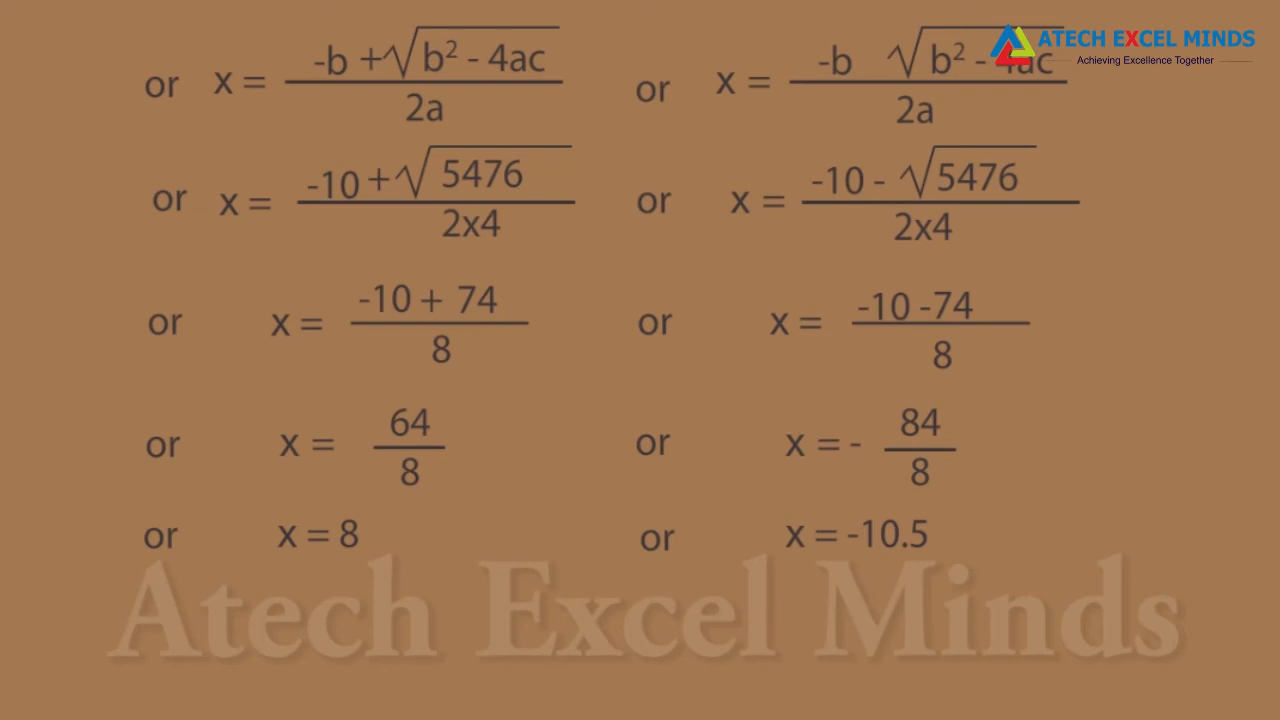 ATECH EXCEL MINDS
Achieving Excellence Together
or x = -b + √b² - 4ac / 2a or x = -b √b² - 4ac / 2a
or x = -10 + √5476 / 2x4 or x = -10 - √5476 / 2x4
or x = -10 + 74 / 8 or x = -10 -74 / 8
or x = 64 / 8 or x = - 84 / 8
or x = 8 or x = -10.5
Atech Excel Minds